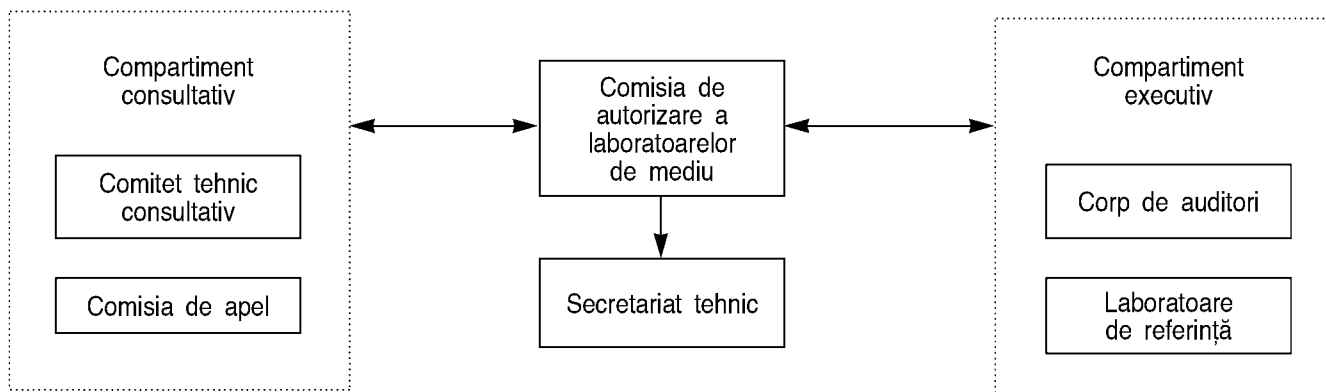 Compartiment
consultativ
Comitet tehnic
consultativ
Comisia de apel
Comisia de
autorizare a
laboratoarelor
de mediu
Secretariat tehnic
Compartiment
executiv
Corp de auditori
Laboratoare
de referință